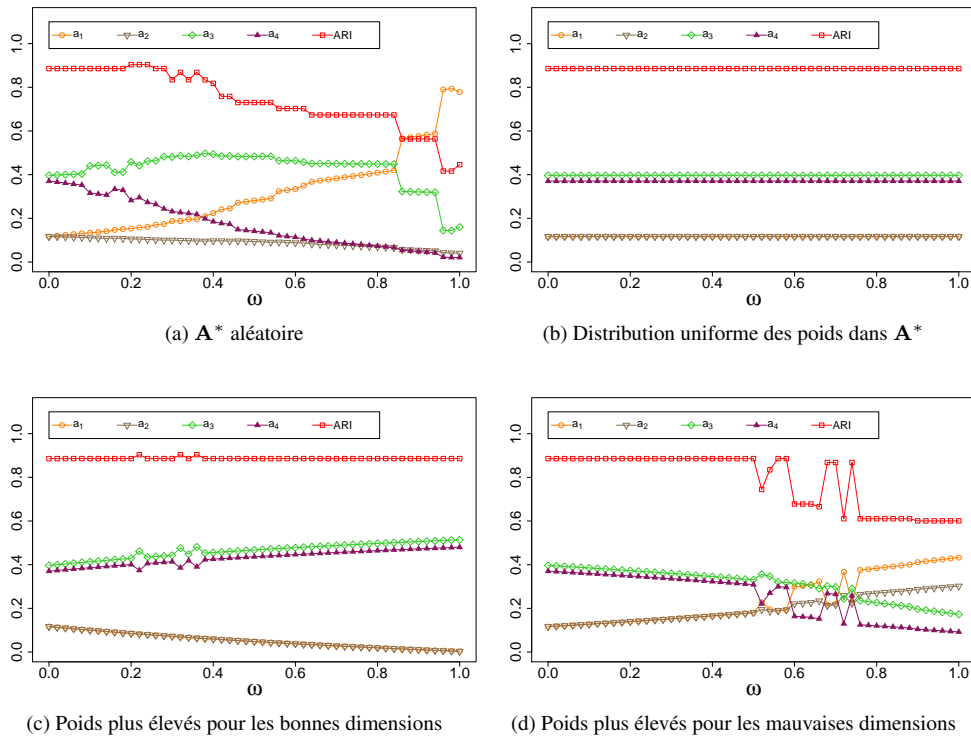 a₁ a₂ a₃ a₄ ARI
1.0
0.8
0.6
0.4
0.2
0.0
0.0 0.2 0.4 0.6 0.8 1.0
ω
(a) A* aléatoire
a₁ a₂ a₃ a₄ ARI
1.0
0.8
0.6
0.4
0.2
0.0
0.0 0.2 0.4 0.6 0.8 1.0
ω
(b) Distribution uniforme des poids dans A*
a₁ a₂ a₃ a₄ ARI
1.0
0.8
0.6
0.4
0.2
0.0
0.0 0.2 0.4 0.6 0.8 1.0
ω
(c) Poids plus élevés pour les bonnes dimensions
a₁ a₂ a₃ a₄ ARI
1.0
0.8
0.6
0.4
0.2
0.0
0.0 0.2 0.4 0.6 0.8 1.0
ω
(d) Poids plus élevés pour les mauvaises dimensions